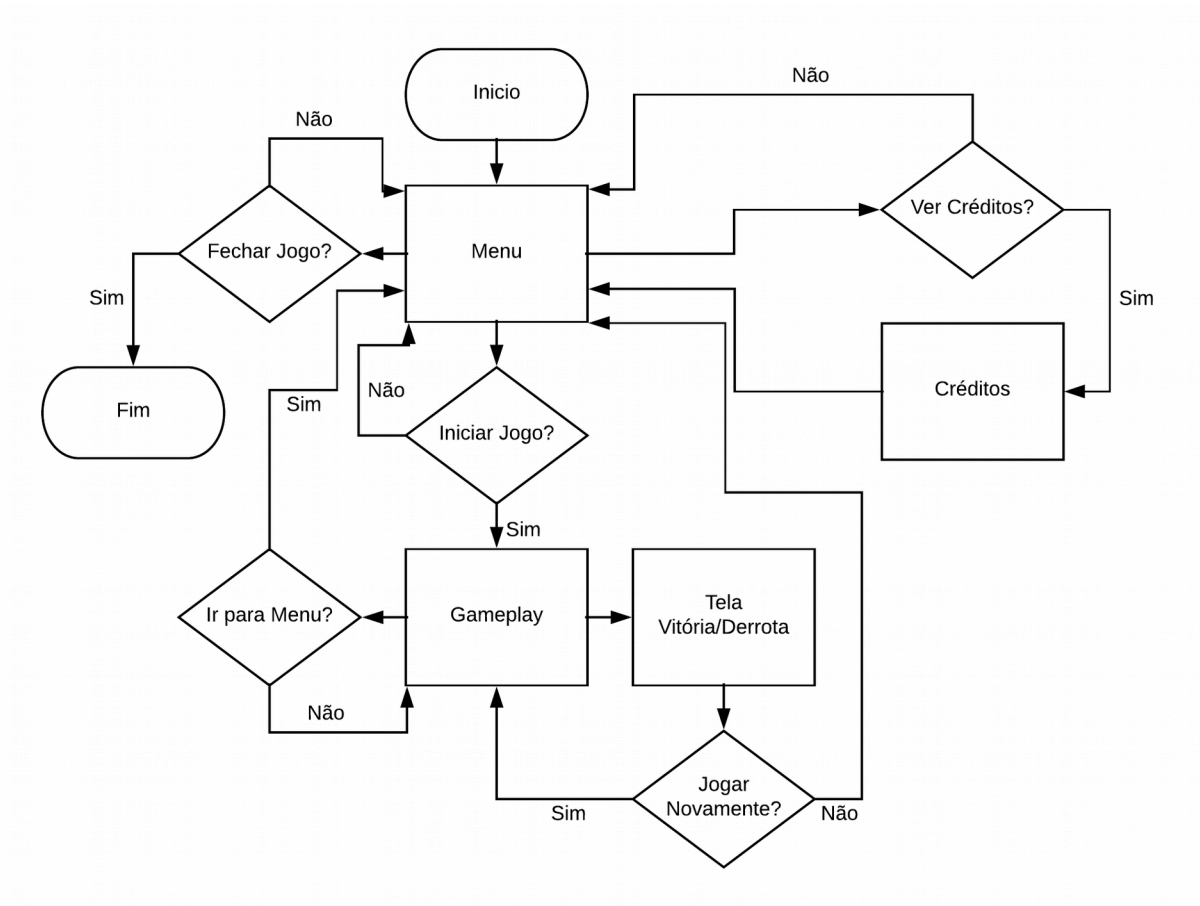 Inicio
Não
Não
Ver Créditos?
Fechar Jogo?
Menu
Sim
Sim
Créditos
Não
Sim
Fim
Iniciar Jogo?
Sim
Ir para Menu?
Gameplay
Tela
Vitória/Derrota
Não
Jogar
Novamente?
Sim
Não